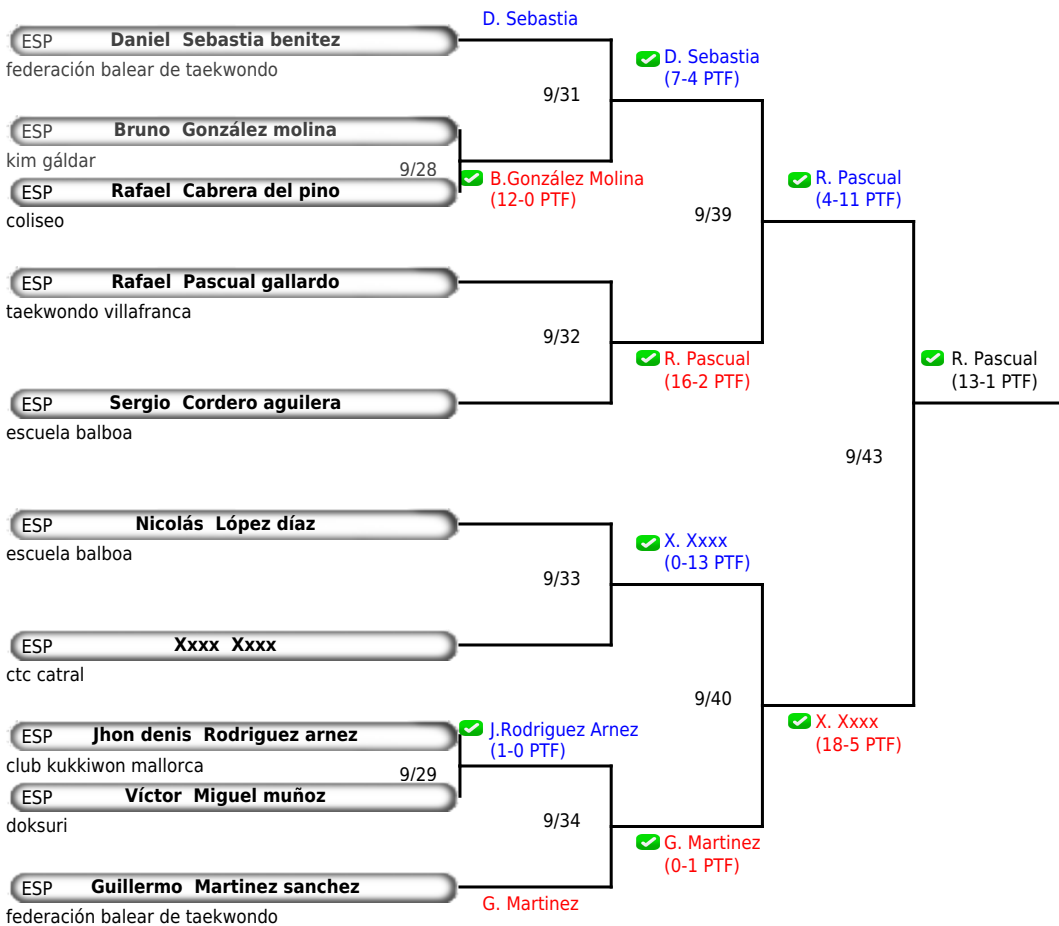 D. Sebastia
ESP Daniel Sebastia benitez
federación balear de taekwondo
9/31
D. Sebastia
(7-4 PTF)
ESP Bruno González molina
kim gáldar
9/28
ESP Rafael Cabrera del pino
coliseo
B.González Molina
(12-0 PTF)
9/39
R. Pascual
(4-11 PTF)
ESP Rafael Pascual gallardo
taekwondo villafranca
9/32
R. Pascual
(16-2 PTF)
ESP Sergio Cordero aguilera
escuela balboa
R. Pascual
(13-1 PTF)
9/43
ESP Nicolás López díaz
escuela balboa
9/33
X. Xxxx
(0-13 PTF)
ESP Xxxx Xxxx
ctc catral
9/40
X. Xxxx
(18-5 PTF)
ESP Jhon denis Rodriguez arnez
club kukkiwon mallorca
9/29
J.Rodriguez Arnez
(1-0 PTF)
ESP Víctor Miguel muñoz
doksuri
9/34
G. Martinez
(0-1 PTF)
ESP Guillermo Martinez sanchez
federación balear de taekwondo
G. Martinez